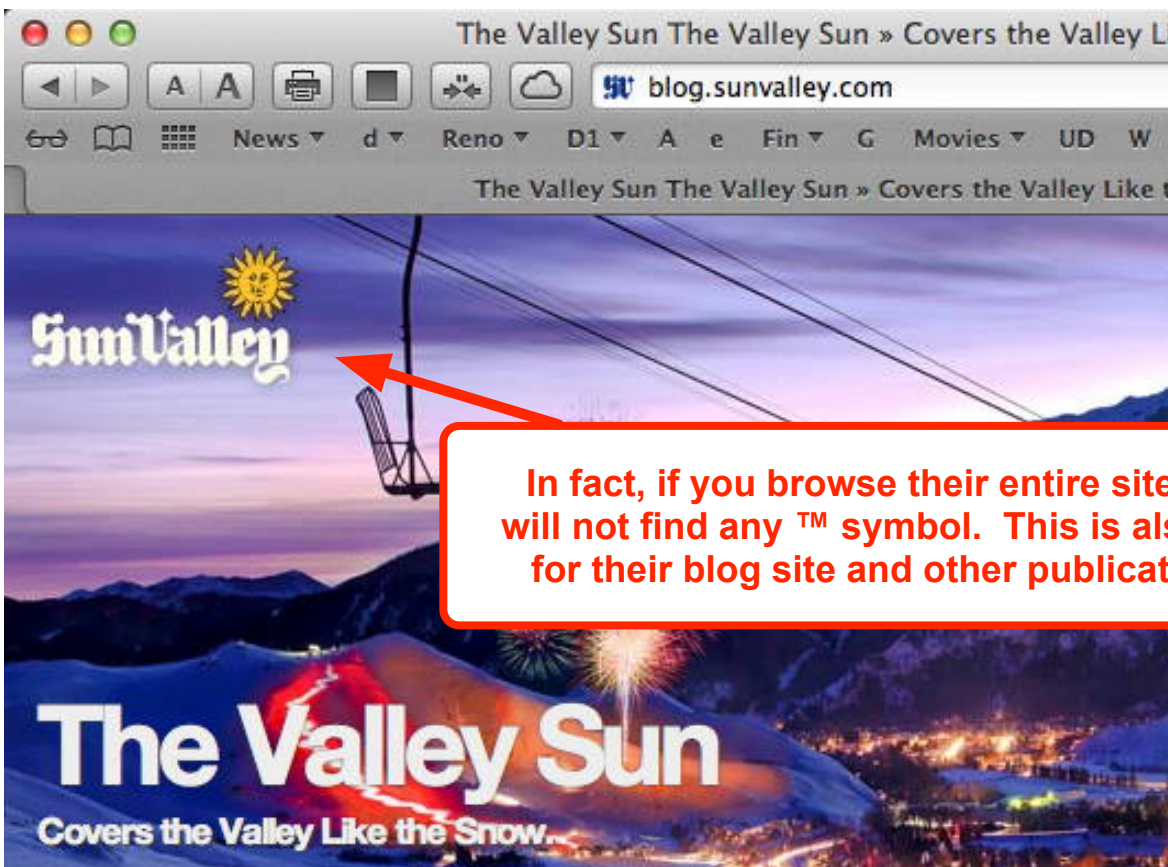 The Valley Sun The Valley Sun » Covers the Valley Li
A A SV blog.sunvalley.com
News ▼ d ▼ Reno ▼ D1 ▼ A e Fin ▼ G Movies ▼ UD W
The Valley Sun The Valley Sun » Covers the Valley Like
Sun Valley
In fact, if you browse their entire site
will not find any ™ symbol. This is als
for their blog site and other publicat
The Valley Sun
Covers the Valley Like the Snow...